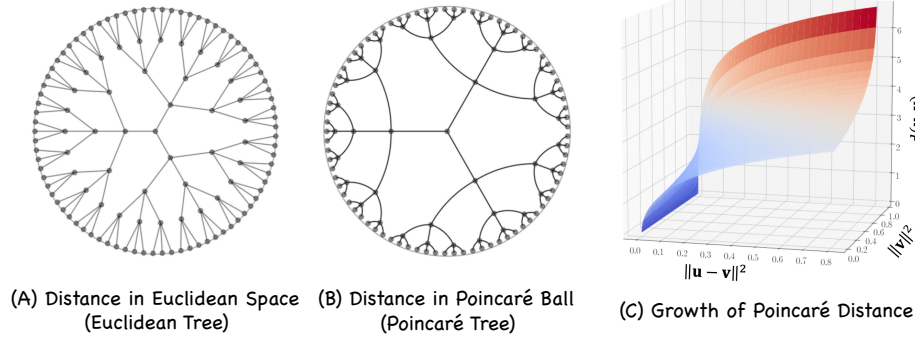 6
5
4
3
2
1
0
1.0
0.8
0.4
0.2
0.0
‖v‖²
0.0 0.1 0.2 0.3 0.4 0.5 0.6 0.7 0.8
‖u − v‖²
(A) Distance in Euclidean Space
(Euclidean Tree)
(B) Distance in Poincaré Ball
(Poincaré Tree)
(C) Growth of Poincaré Distance